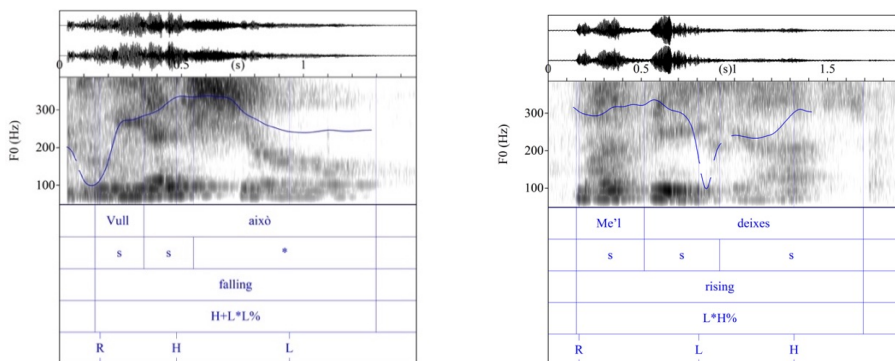 0 0.5 (s) 1
F0 (Hz)
300
200
100
Vull això
s s *
falling
H+L*L%
R H L
0 0.5 (s)1 1.5
F0 (Hz)
300
200
100
Me'l deixes
s s s
rising
L*H%
R L H